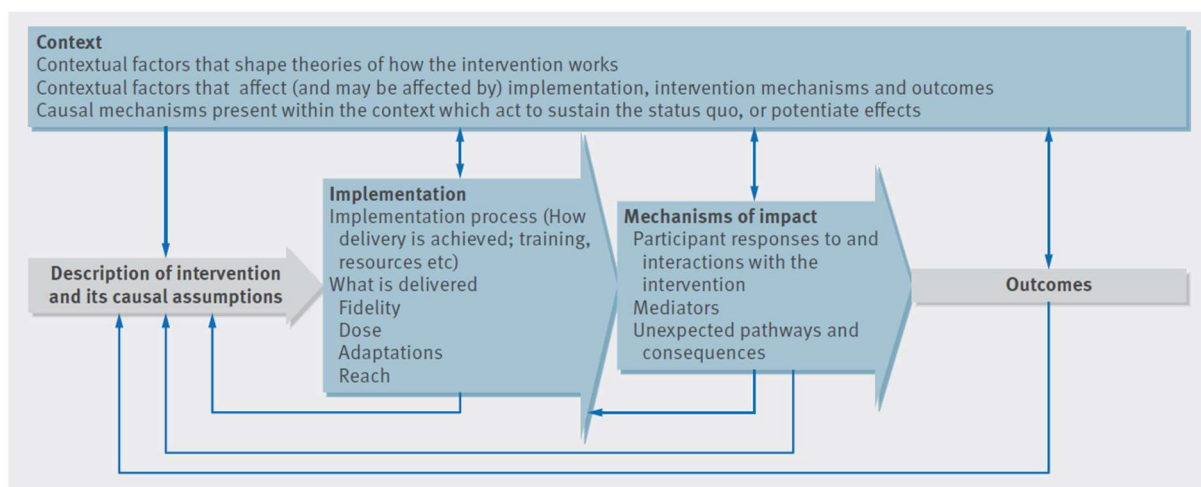 Context
Contextual factors that shape theories of how the intervention works
Contextual factors that affect (and may be affected by) implementation, intervention mechanisms and outcomes
Causal mechanisms present within the context which act to sustain the status quo, or potentiate effects
Description of intervention
and its causal assumptions
Implementation
Implementation process (How
delivery is achieved; training,
resources etc)
What is delivered
Fidelity
Dose
Adaptations
Reach
Mechanisms of impact
Participant responses to and
interactions with the
intervention
Mediators
Unexpected pathways and
consequences
Outcomes